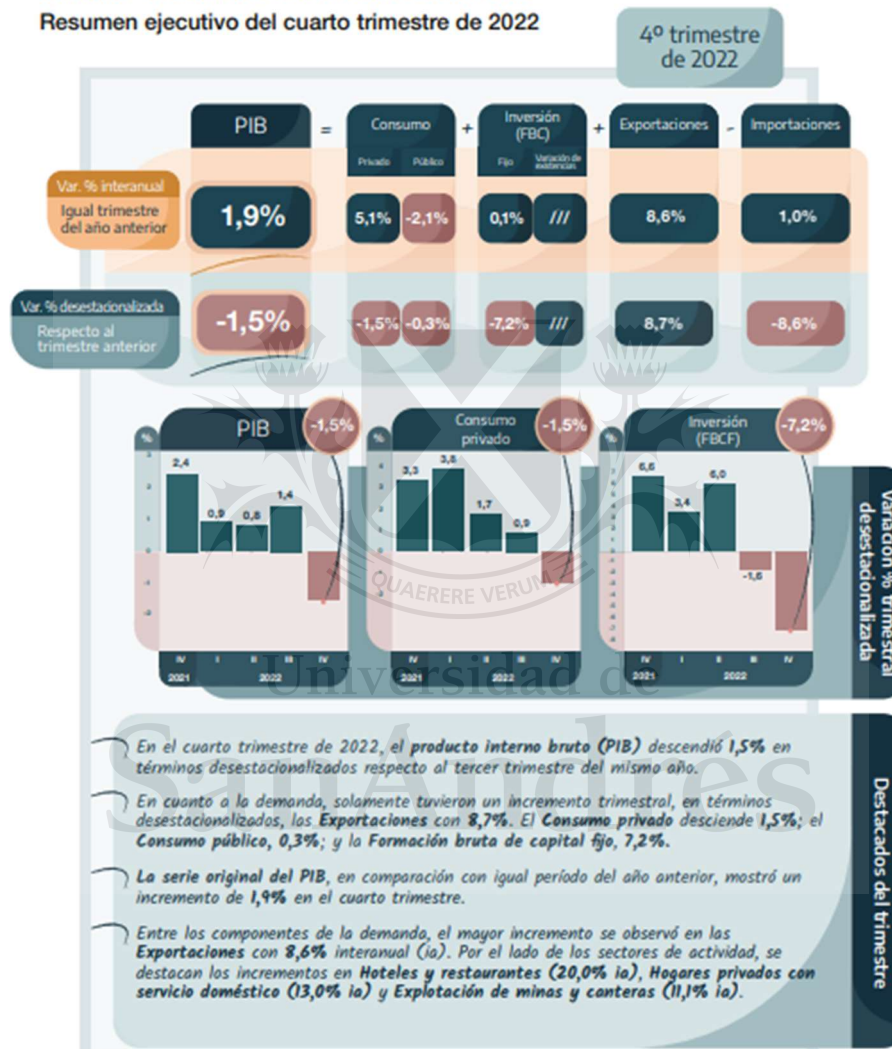 Resumen ejecutivo del cuarto trimestre de 2022
4º trimestre
de 2022
PIB = Consumo + Inversión (FBC) + Exportaciones - Importaciones
Privado Público Fijo Variación de existencias
Var. % interanual
Igual trimestre
del año anterior
1,9% 5,1% -2,1% 0,1% /// 8,6% 1,0%
Var. % desestacionalizada
Respecto al
trimestre anterior
-1,5% -1,5% -0,3% -7,2% /// 8,7% -8,6%
PIB -1,5%
%
2,4 0,9 0,8 1,4
IV I II III IV
2021 2022
Consumo
privado -1,5%
%
3,3 3,8 1,7 0,9
IV I II III IV
2021 2022
Inversión
(FBCF) -7,2%
%
6,6 3,4 6,0 -1,6
IV I II III IV
2021 2022
Variación % trimestral
desestacionalizada
QUAERERE VERUM
Universidad de
SanAndrés
En el cuarto trimestre de 2022, el producto interno bruto (PIB) descendió 1,5% en
términos desestacionalizados respecto al tercer trimestre del mismo año.
En cuanto a la demanda, solamente tuvieron un incremento trimestral, en términos
desestacionalizados, las Exportaciones con 8,7%. El Consumo privado desciende 1,5%; el
Consumo público, 0,3%; y la Formación bruta de capital fijo, 7,2%.
La serie original del PIB, en comparación con igual período del año anterior, mostró un
incremento de 1,9% en el cuarto trimestre.
Entre los componentes de la demanda, el mayor incremento se observó en las
Exportaciones con 8,6% interanual (ia). Por el lado de los sectores de actividad, se
destacan los incrementos en Hoteles y restaurantes (20,0% ia), Hogares privados con
servicio doméstico (13,0% ia) y Explotación de minas y canteras (11,1% ia).
Destacados del trimestre